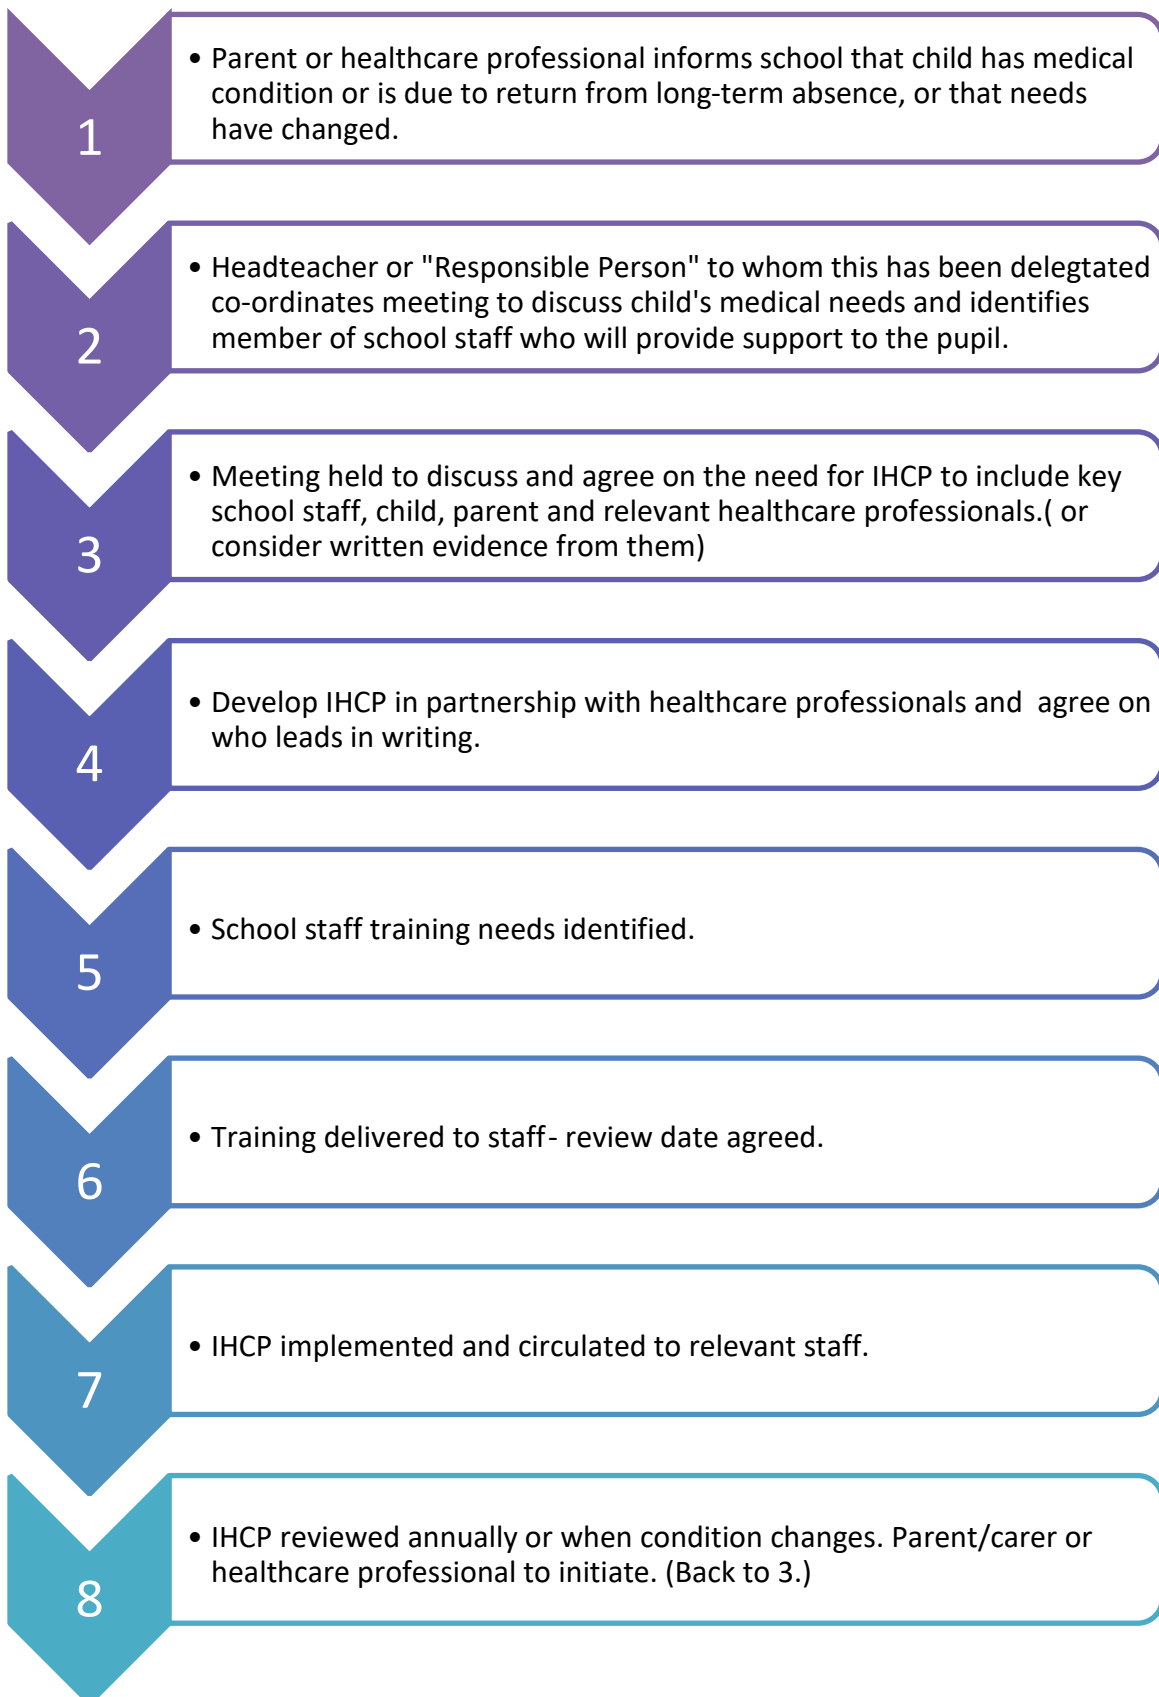 1
• Parent or healthcare professional informs school that child has medical
condition or is due to return from long-term absence, or that needs
have changed.
2
• Headteacher or "Responsible Person" to whom this has been delegtated
co-ordinates meeting to discuss child's medical needs and identifies
member of school staff who will provide support to the pupil.
3
• Meeting held to discuss and agree on the need for IHCP to include key
school staff, child, parent and relevant healthcare professionals.( or
consider written evidence from them)
4
• Develop IHCP in partnership with healthcare professionals and  agree on
who leads in writing.
5
• School staff training needs identified.
6
• Training delivered to staff- review date agreed.
7
• IHCP implemented and circulated to relevant staff.
8
• IHCP reviewed annually or when condition changes. Parent/carer or
healthcare professional to initiate. (Back to 3.)